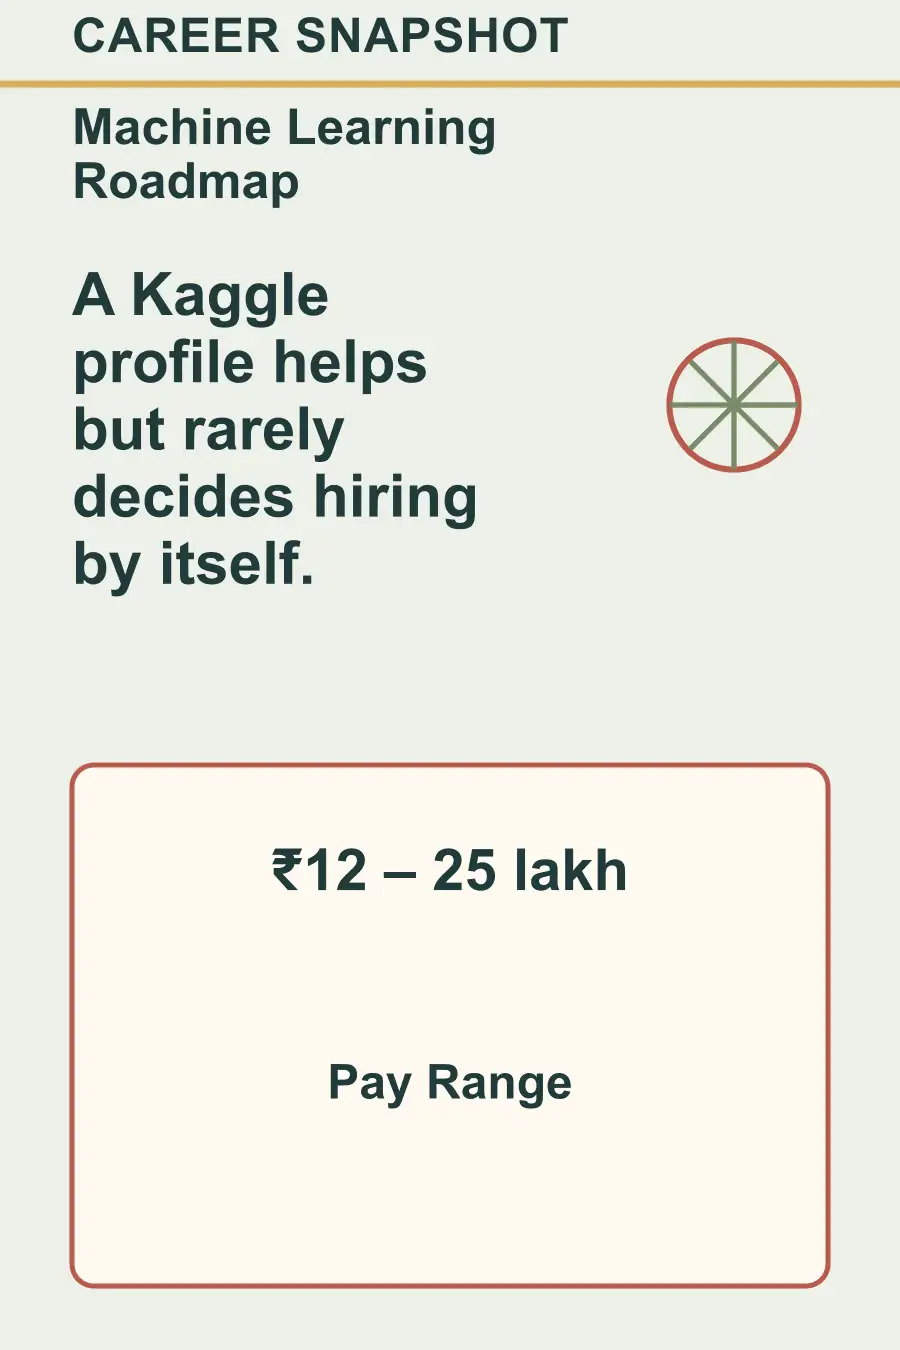 CAREER SNAPSHOT
Machine Learning
Roadmap
A Kaggle
profile helps
but rarely
decides hiring
by itself.
₹12 – 25 lakh
Pay Range